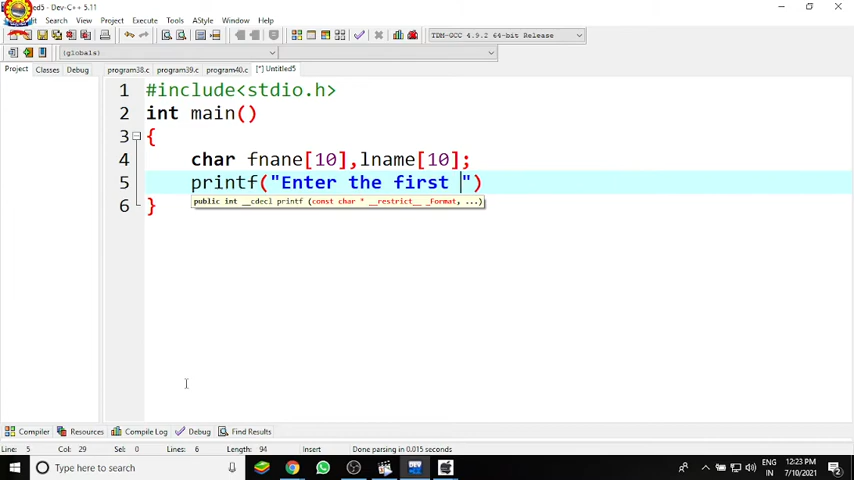 ed5 - Dev-C++ 5.11
Search View Project Execute Tools AStyle Window Help
TDM-GCC 4.9.2 64-bit Release
(globals)
Project Classes Debug program38.c program39.c program40.c [*] Untitled5
1 #include<stdio.h>
2 int main()
3 {
4 char fnane[10],lname[10];
5 printf("Enter the first ")
public int __cdecl printf (const char * __restrict__ _Format, ...)
6 }
Compiler Resources Compile Log Debug Find Results
Line: 5 Col: 29 Sel: 0 Lines: 6 Length: 94 Insert Done parsing in 0.015 seconds
Type here to search
ENG
IN
12:23 PM
7/10/2021
2